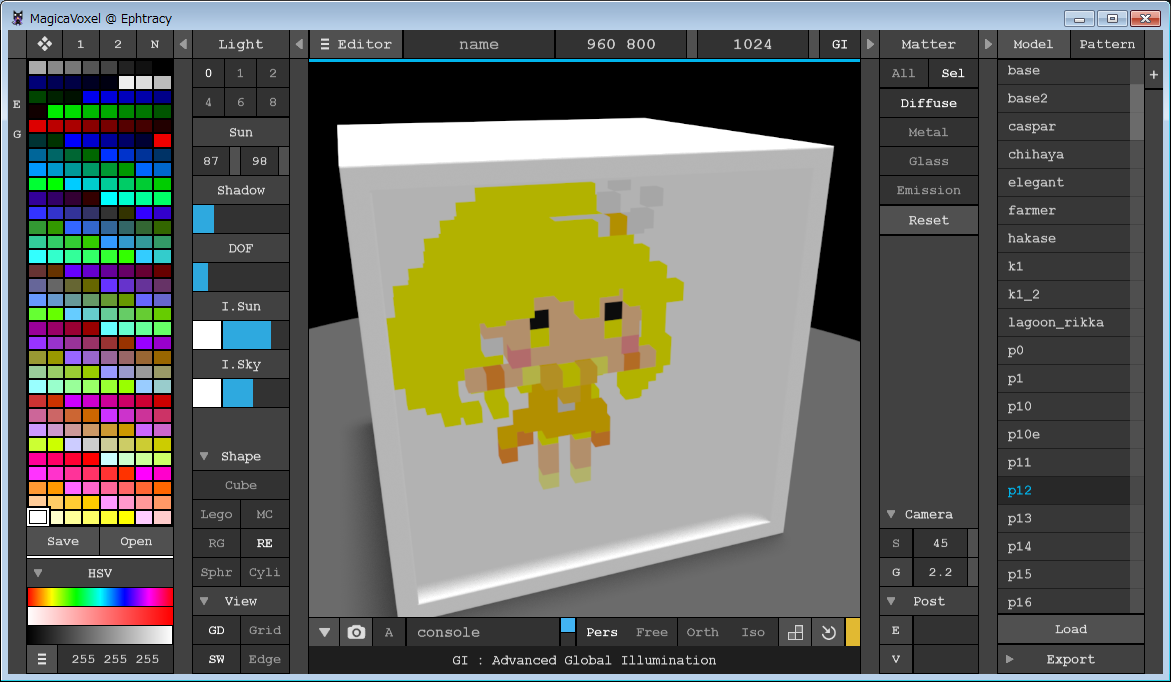 MagicaVoxel @ Ephtracy
1 2 N Light Editor name 960 800 1024 GI Matter Model Pattern
E
G
0 1 2
4 6 8
Sun
87 98
Shadow
DOF
I.Sun
I.Sky
Shape
Cube
Lego MC
RG RE
Sphr Cyli
View
GD Grid
SW Edge
Save Open
HSV
255 255 255
A console Pers Free Orth Iso
GI : Advanced Global Illumination
All Sel
Diffuse
Metal
Glass
Emission
Reset
Camera
S 45
G 2.2
Post
E
V
+
base
base2
caspar
chihaya
elegant
farmer
hakase
k1
k1_2
lagoon_rikka
p0
p1
p10
p10e
p11
p12
p13
p14
p15
p16
Load
Export